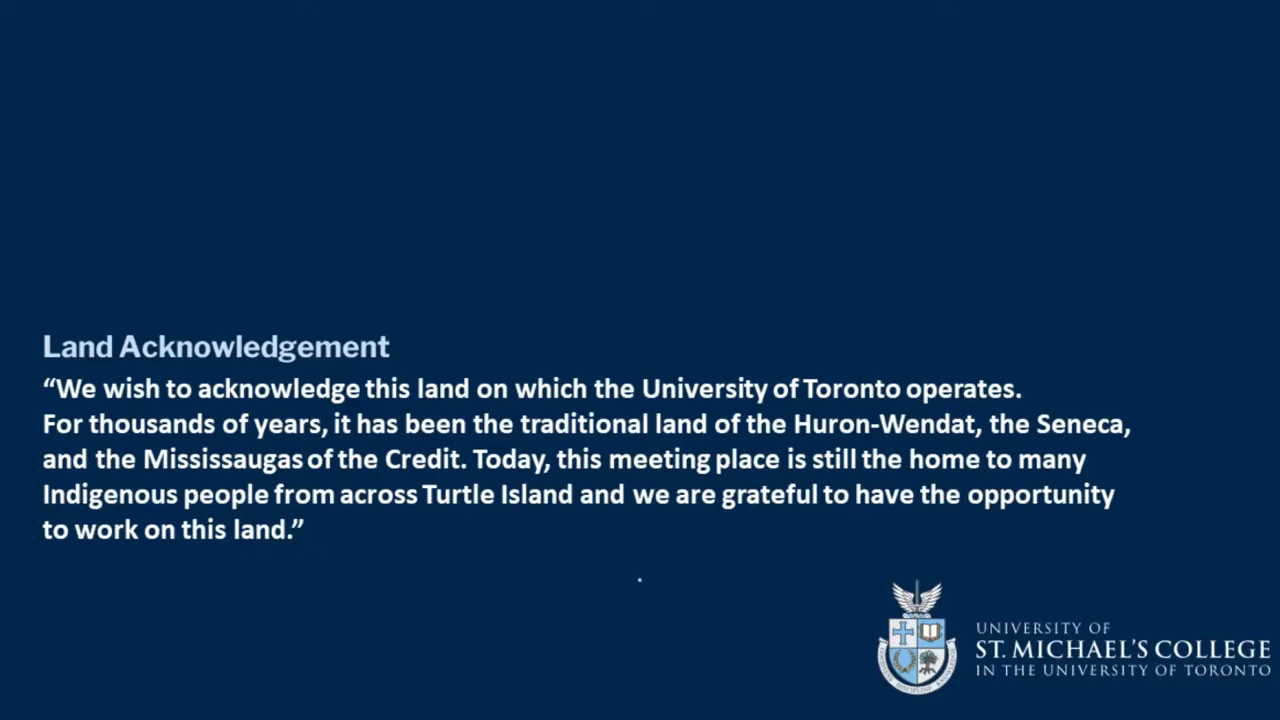 Land Acknowledgement
“We wish to acknowledge this land on which the University of Toronto operates.
For thousands of years, it has been the traditional land of the Huron-Wendat, the Seneca,
and the Mississaugas of the Credit. Today, this meeting place is still the home to many
Indigenous people from across Turtle Island and we are grateful to have the opportunity
to work on this land.”
.
UNIVERSITY OF
ST. MICHAEL'S COLLEGE
IN THE UNIVERSITY OF TORONTO